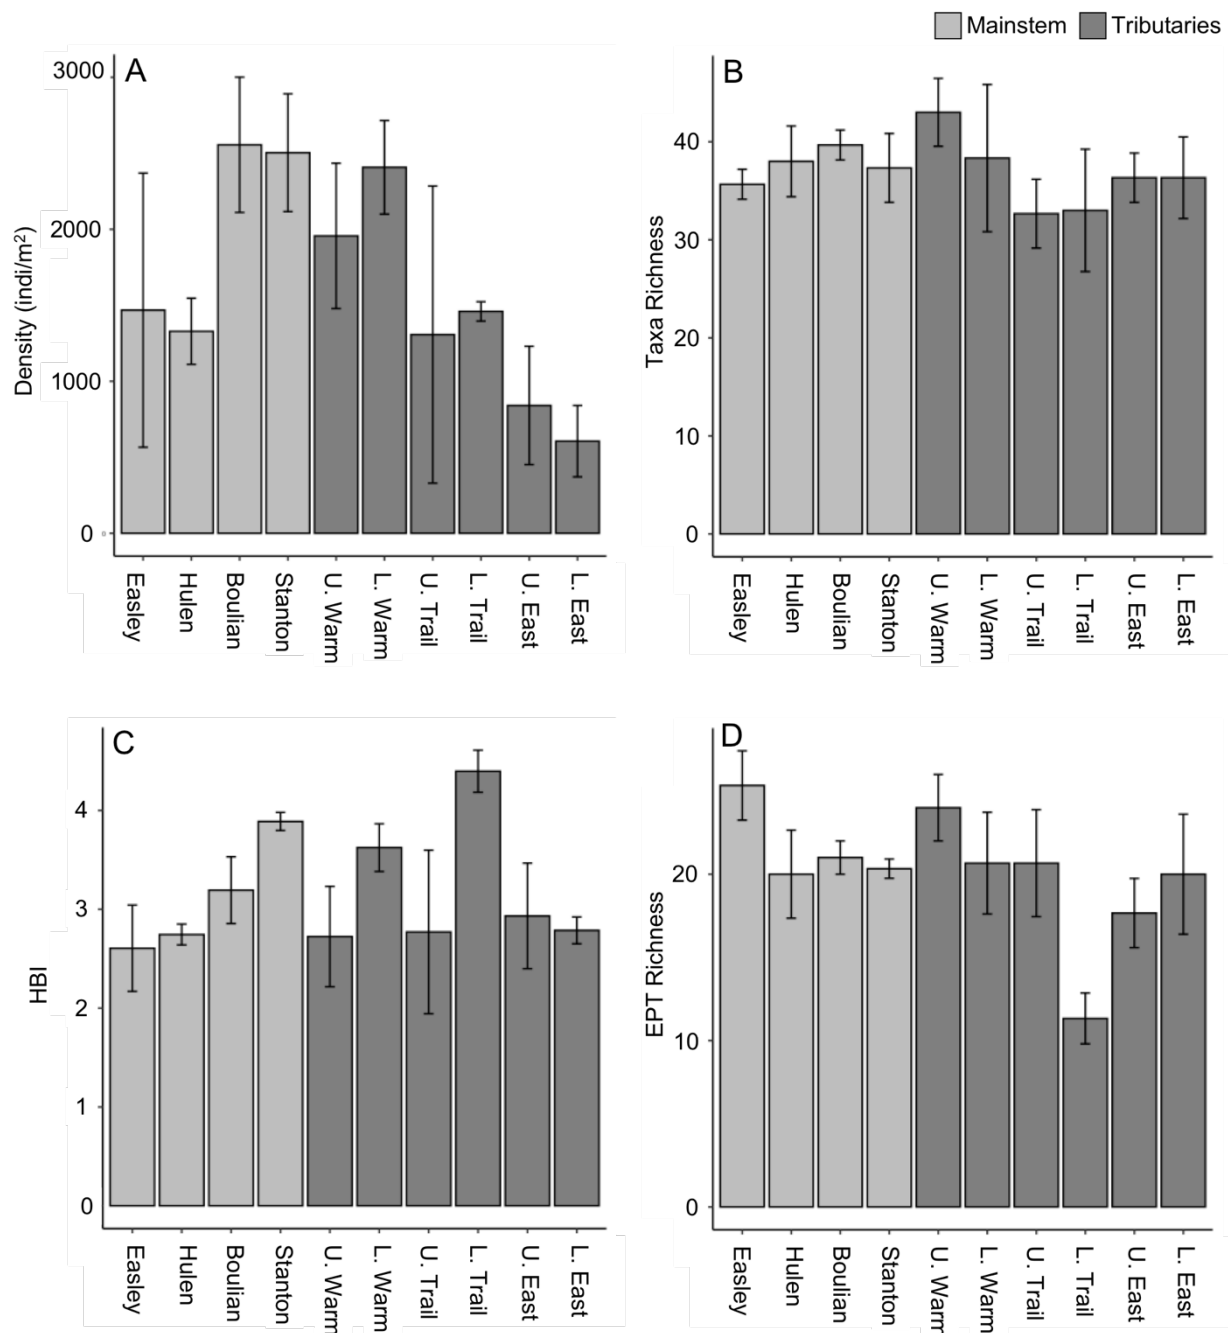 Mainstem Tributaries
A
Density (indi/m²)
3000
2000
1000
0
0
Easley Hulen Boulian Stanton U. Warm L. Warm U. Trail L. Trail U. East L. East
B
Taxa Richness
40
30
20
10
0
Easley Hulen Boulian Stanton U. Warm L. Warm U. Trail L. Trail U. East L. East
C
HBI
4
3
2
1
0
Easley Hulen Boulian Stanton U. Warm L. Warm U. Trail L. Trail U. East L. East
D
EPT Richness
20
10
0
Easley Hulen Boulian Stanton U. Warm L. Warm U. Trail L. Trail U. East L. East